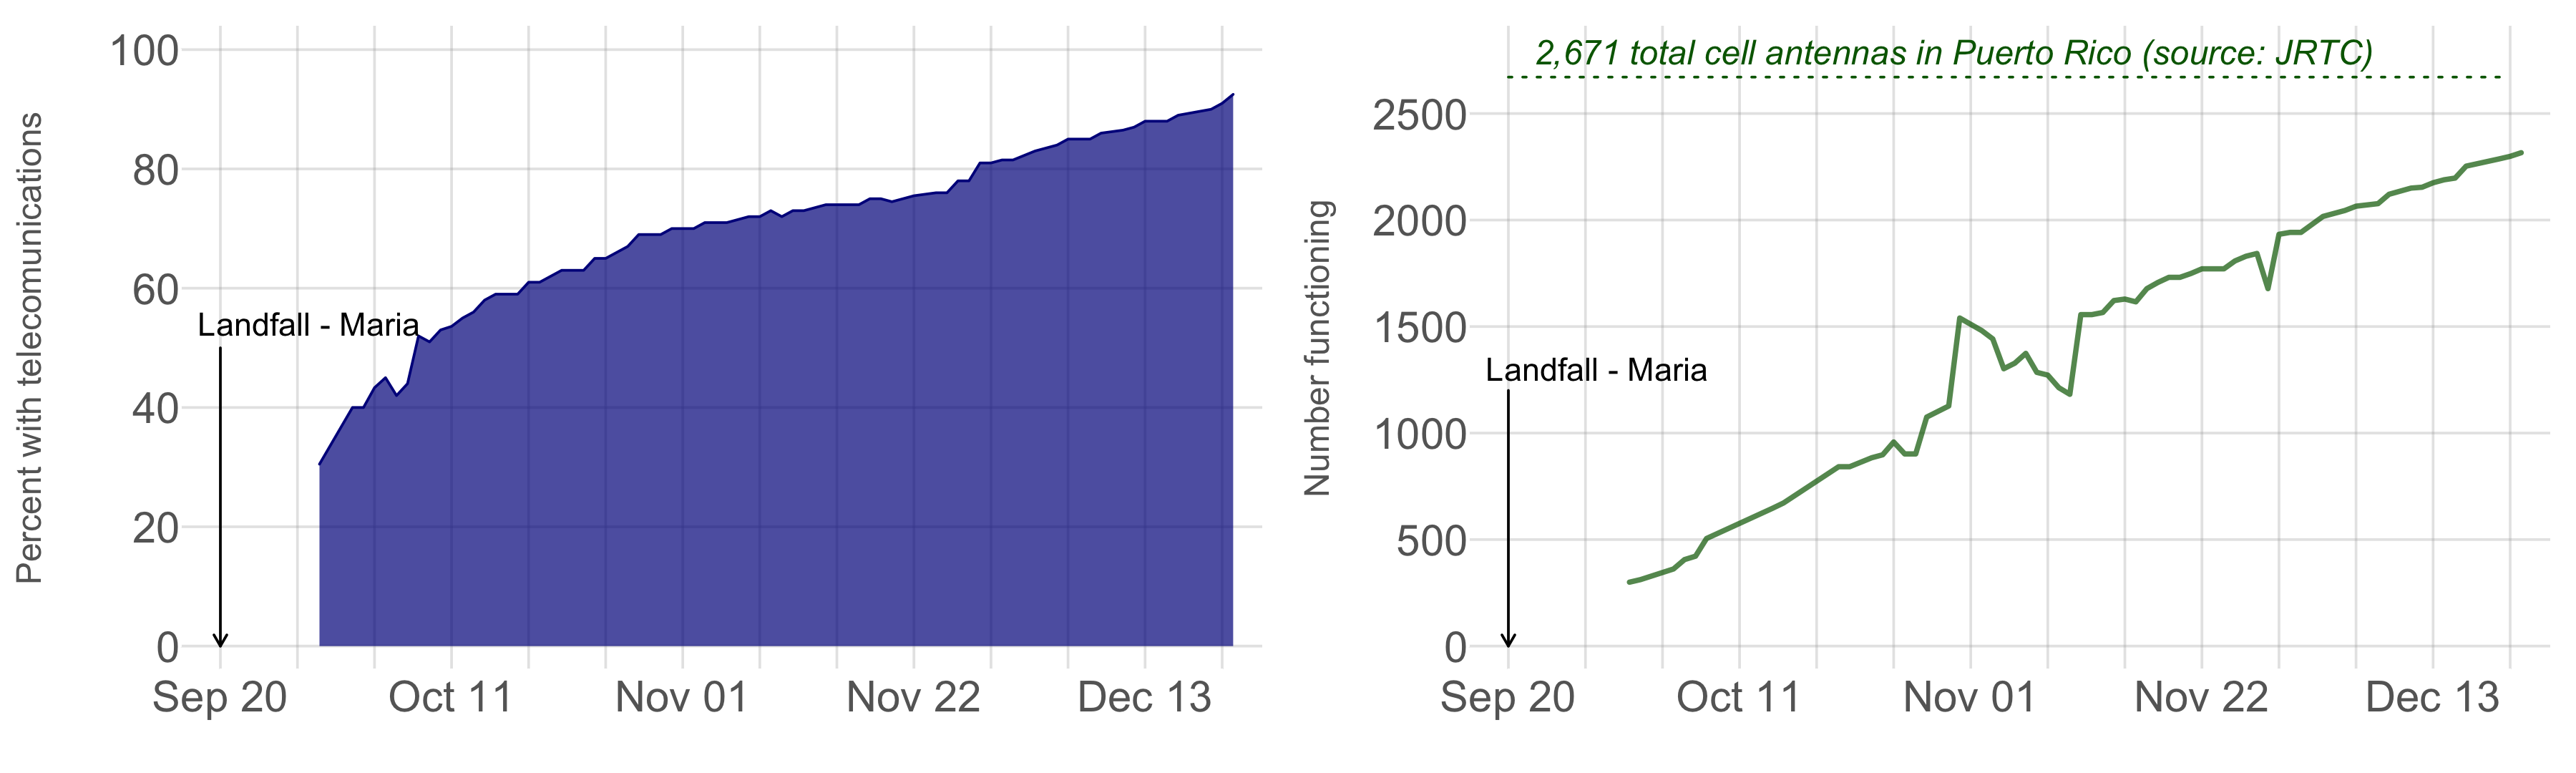 Percent with telecomunications
100
80
60
40
20
0
Landfall - Maria
Sep 20
Oct 11
Nov 01
Nov 22
Dec 13
Number functioning
2,671 total cell antennas in Puerto Rico (source: JRTC)
2500
2000
1500
1000
500
0
Landfall - Maria
Sep 20
Oct 11
Nov 01
Nov 22
Dec 13